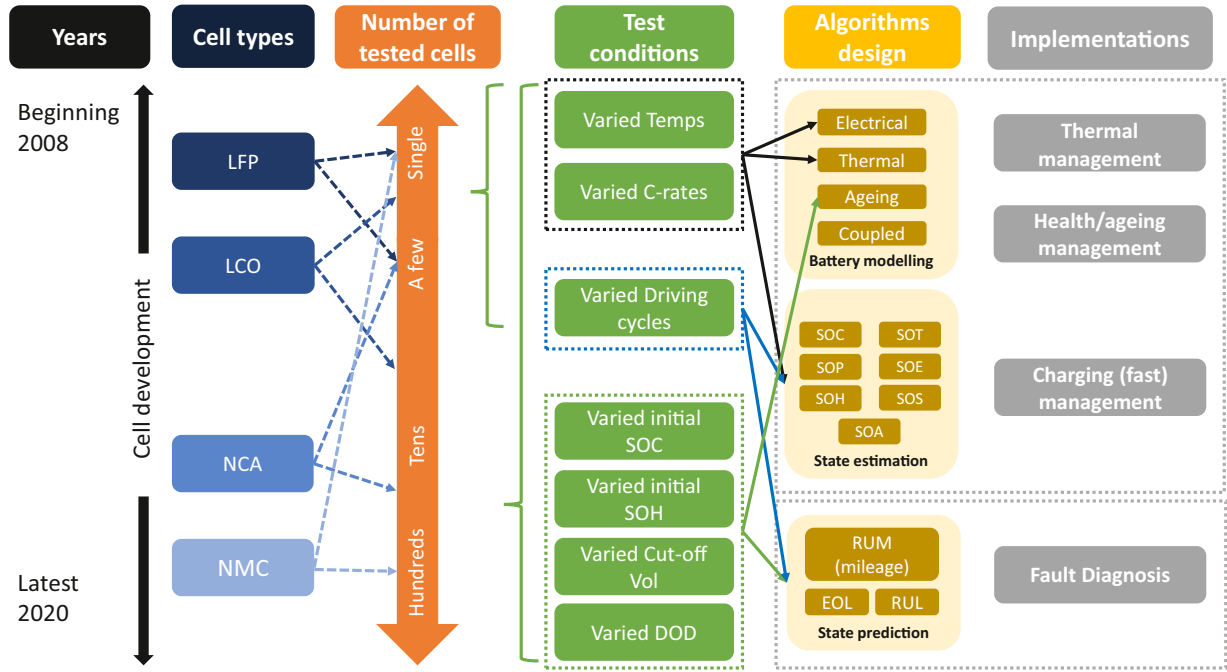 Years
Cell types
Number of
tested cells
Test
conditions
Algorithms
design
Implementations
Beginning
2008
Cell development
Latest
2020
LFP
LCO
NCA
NMC
Single
A few
Tens
Hundreds
Varied Temps
Varied C-rates
Varied Driving
cycles
Varied initial
SOC
Varied initial
SOH
Varied Cut-off
Vol
Varied DOD
Electrical
Thermal
Ageing
Coupled
Battery modelling
SOC
SOT
SOP
SOE
SOH
SOS
SOA
State estimation
RUM
(mileage)
EOL
RUL
State prediction
Thermal
management
Health/ageing
management
Charging (fast)
management
Fault Diagnosis